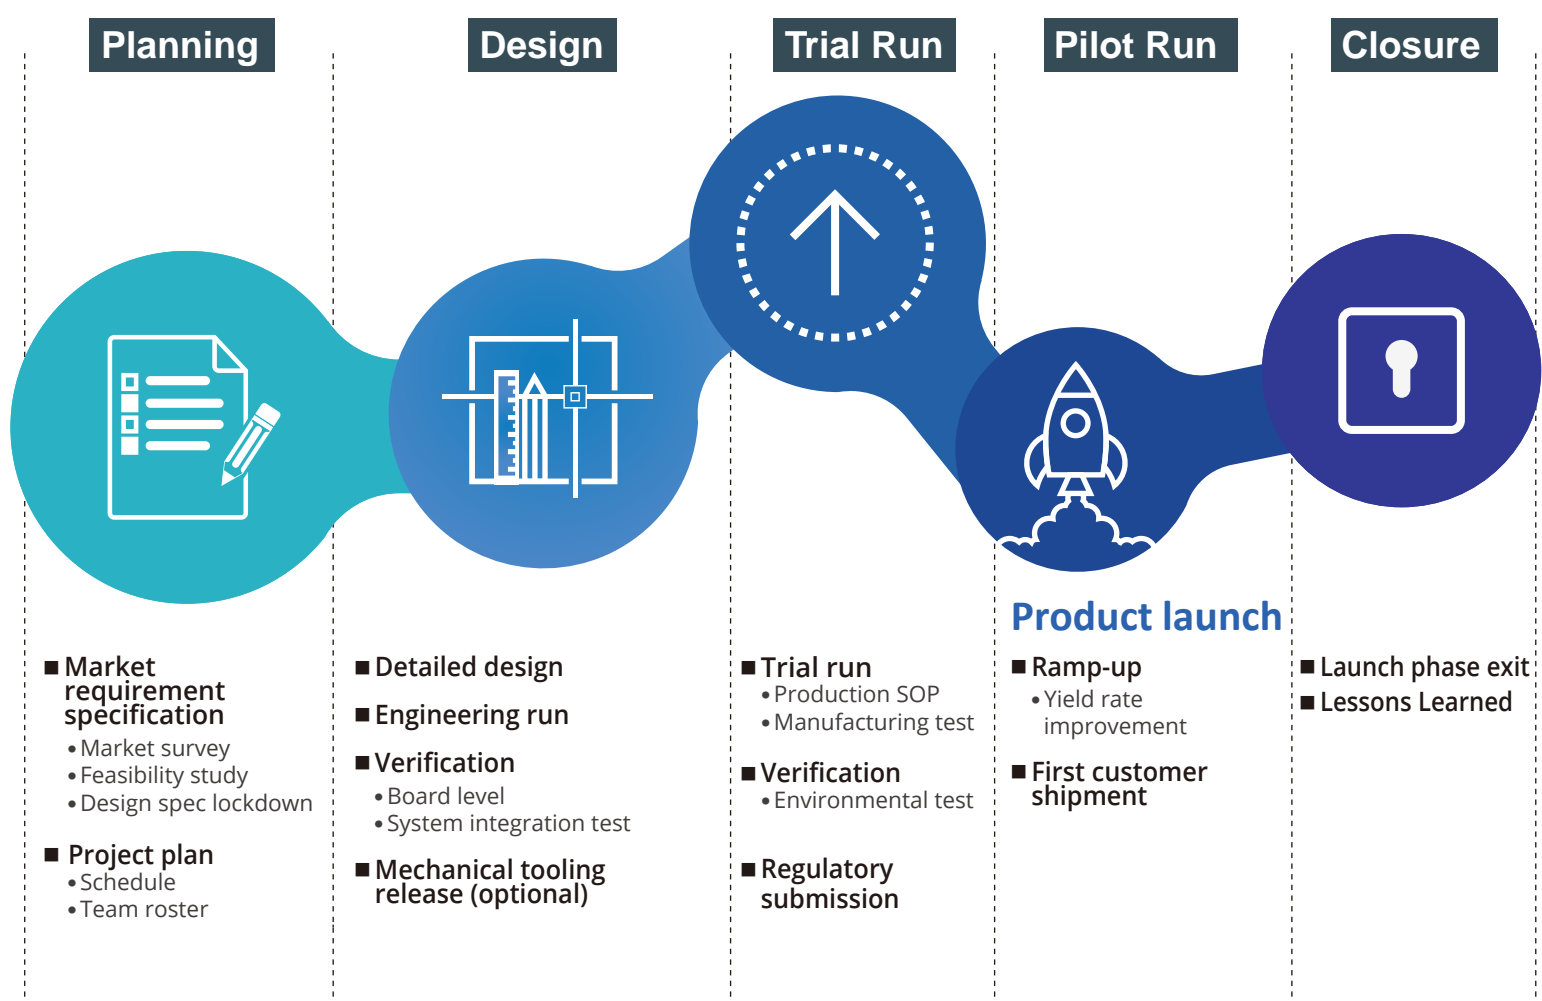 Planning
Design
Trial Run
Pilot Run
Closure
■ Market
requirement
specification
• Market survey
• Feasibility study
• Design spec lockdown
■ Project plan
• Schedule
• Team roster
■ Detailed design
■ Engineering run
■ Verification
• Board level
• System integration test
■ Mechanical tooling
release (optional)
■ Trial run
• Production SOP
• Manufacturing test
■ Verification
• Environmental test
■ Regulatory
submission
Product launch
■ Ramp-up
• Yield rate
improvement
■ First customer
shipment
■ Launch phase exit
■ Lessons Learned